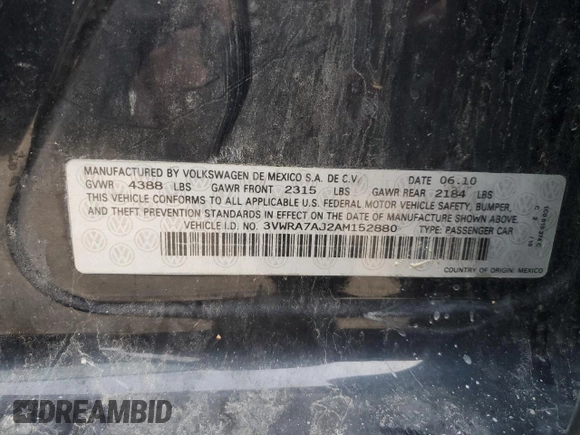 MANUFACTURED BY VOLKSWAGEN DE MEXICO S.A. DE C.V. DATE 06.10
GVWR 4388 LBS GAWR FRONT 2315 LBS GAWR REAR 2184 LBS
THIS VEHICLE CONFORMS TO ALL APPLICABLE U.S. FEDERAL MOTOR VEHICLE SAFETY, BUMPER,
AND THEFT PREVENTION STANDARDS IN EFFECT ON THE DATE OF MANUFACTURE SHOWN ABOVE.
VEHICLE I.D. NO. 3VWRA7AJ2AM152880 TYPE: PASSENGER CAR
COUNTRY OF ORIGIN: MEXICO
DREAMBID